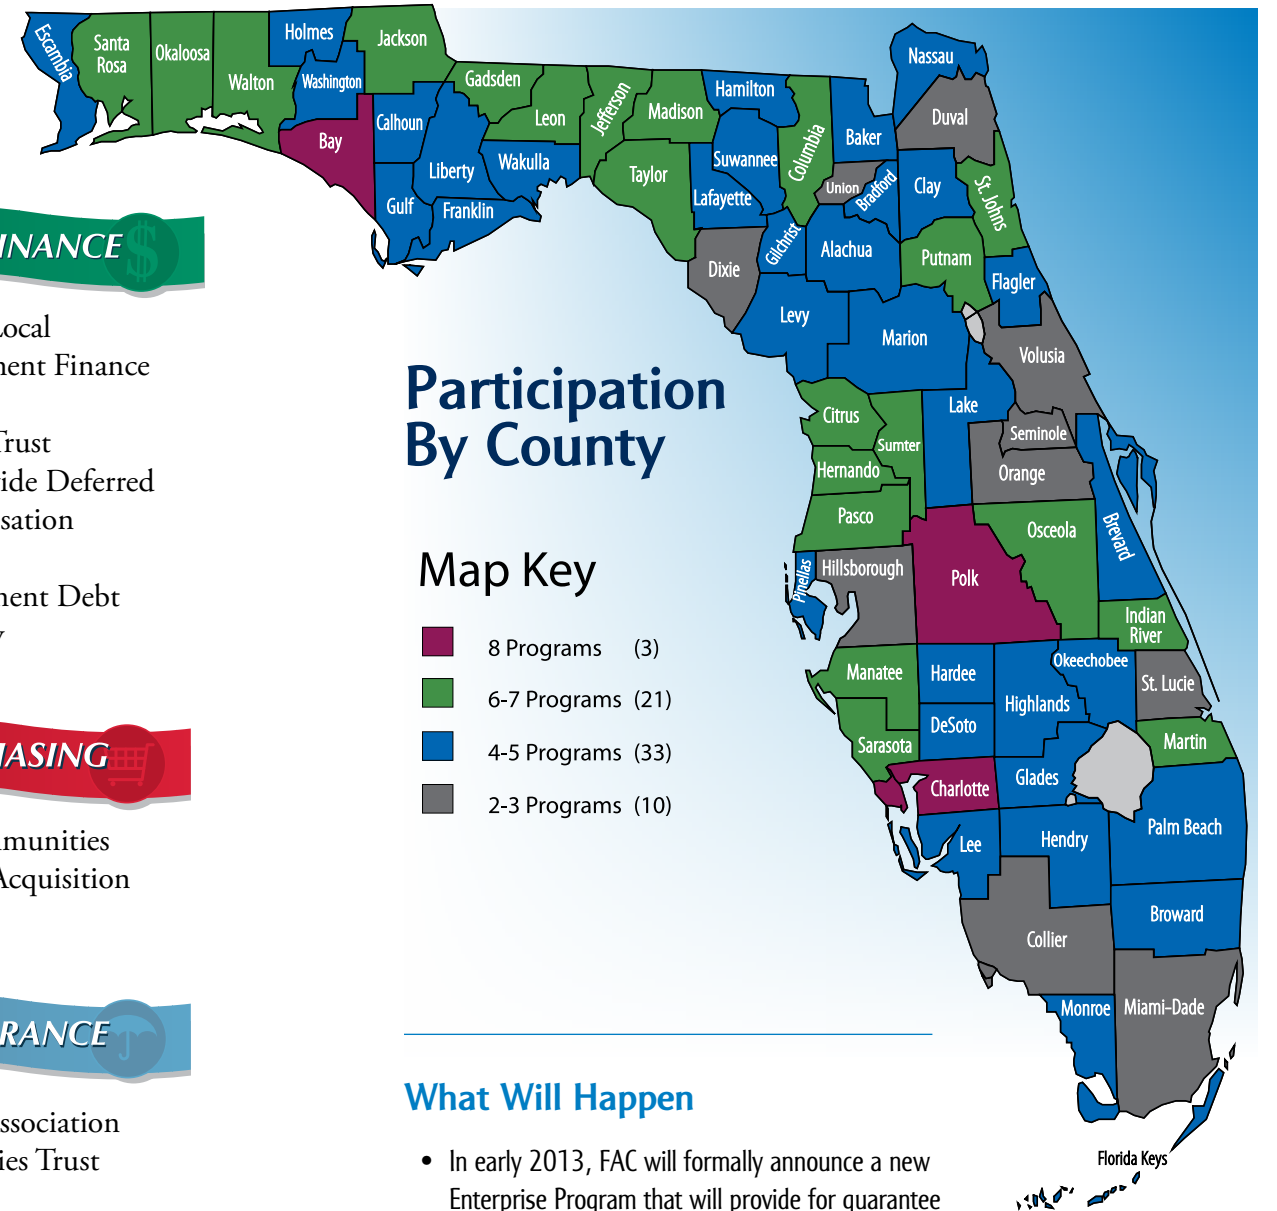 INANCE
Local
ment Finance
Trust
ride Deferred
sation
ment Debt
y
HASING
mmunities
Acquisition
RANCE
ssociation
ies Trust
Participation
By County
Map Key
8 Programs (3)
6-7 Programs (21)
4-5 Programs (33)
2-3 Programs (10)
Escambia
Santa
Rosa
Okaloosa
Walton
Holmes
Washington
Jackson
Bay
Calhoun
Gulf
Liberty
Franklin
Gadsden
Leon
Wakulla
Jefferson
Madison
Taylor
Hamilton
Suwannee
Lafayette
Dixie
Columbia
Baker
Union
Bradford
Gilchrist
Alachua
Nassau
Duval
Clay
St. Johns
Putnam
Flagler
Levy
Marion
Volusia
Citrus
Sumter
Lake
Hernando
Pasco
Seminole
Orange
Brevard
Osceola
Pinellas
Hillsborough
Polk
Indian
River
Manatee
Hardee
Highlands
Okeechobee
St. Lucie
Sarasota
DeSoto
Martin
Charlotte
Glades
Lee
Hendry
Palm Beach
Collier
Broward
Monroe
Miami-Dade
Florida Keys
What Will Happen
• In early 2013, FAC will formally announce a new
Enterprise Program that will provide for guarantee